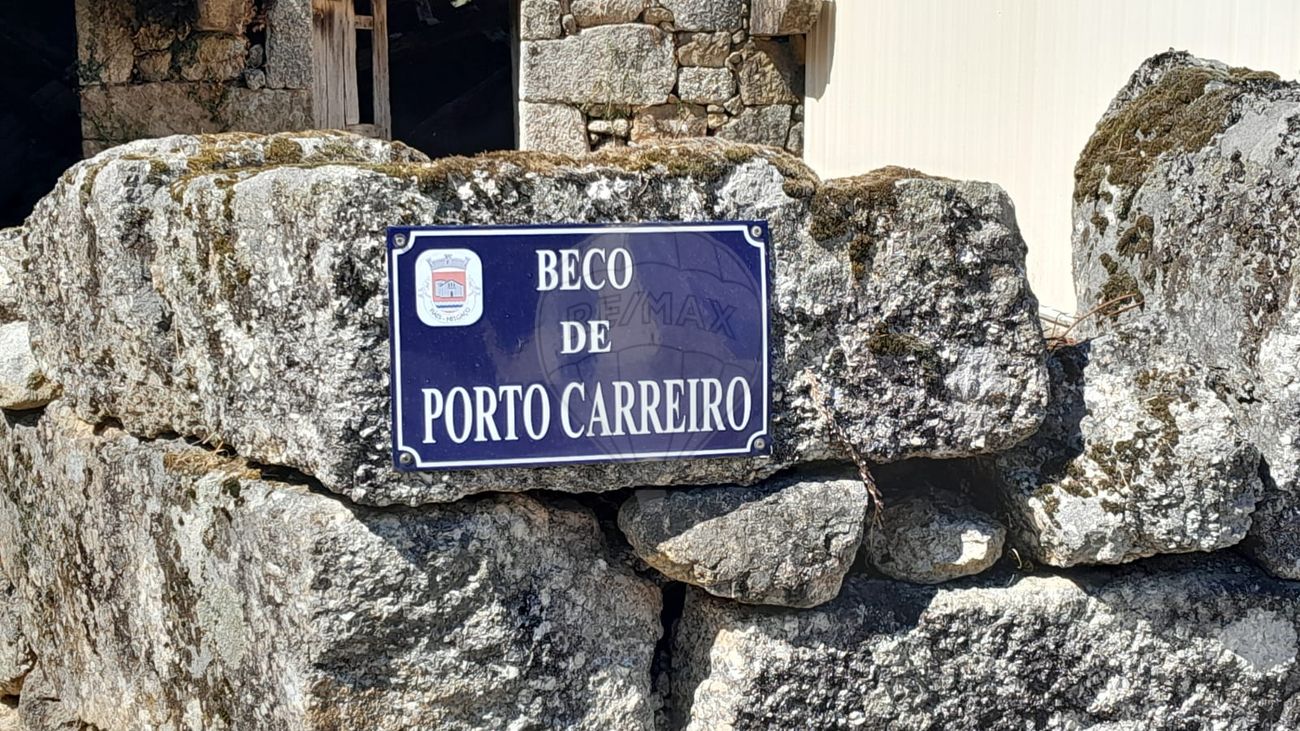 BECO
DE
PORTO CARREIRO
RE/MAX